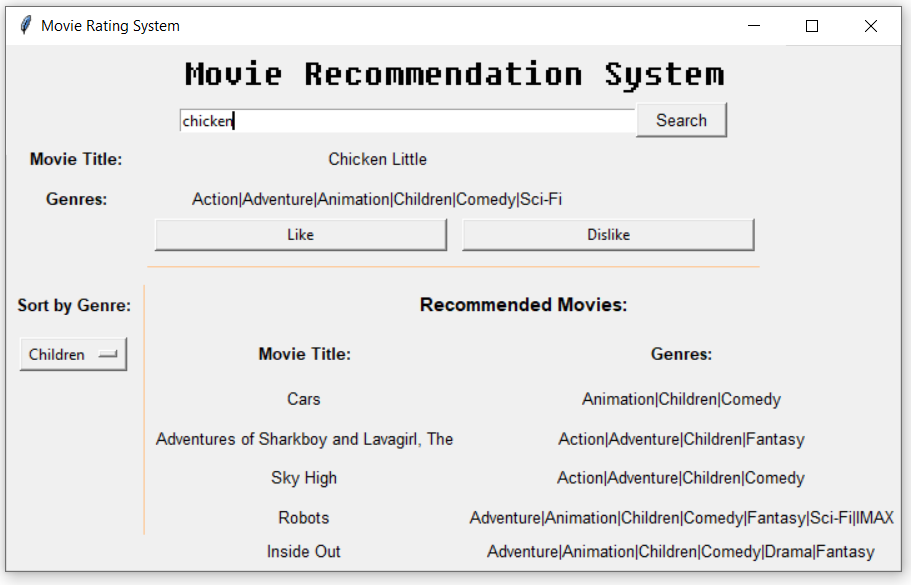 Movie Rating System
Movie Recommendation System
chicken Search
Movie Title: Chicken Little
Genres: Action|Adventure|Animation|Children|Comedy|Sci-Fi
Like Dislike
Sort by Genre: Recommended Movies:
Children Movie Title: Genres:
Cars Animation|Children|Comedy
Adventures of Sharkboy and Lavagirl, The Action|Adventure|Children|Fantasy
Sky High Action|Adventure|Children|Comedy
Robots Adventure|Animation|Children|Comedy|Fantasy|Sci-Fi|IMAX
Inside Out Adventure|Animation|Children|Comedy|Drama|Fantasy